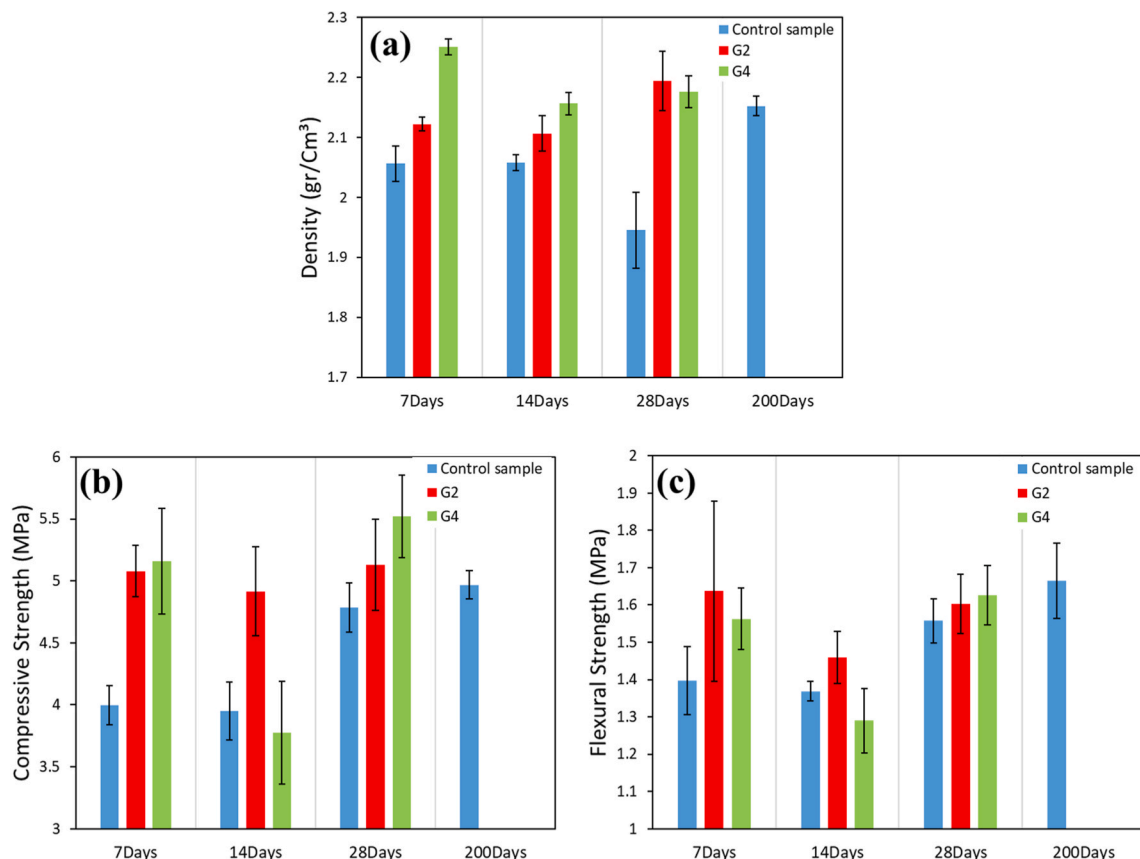 (a)
Control sample
G2
G4
Density (gr/Cm³)
2.3
2.2
2.1
2
1.9
1.8
1.7
7Days 14Days 28Days 200Days
(b)
Control sample
G2
G4
Compressive Strength (MPa)
6
5.5
5
4.5
4
3.5
3
7Days 14Days 28Days 200Days
(c)
Control sample
G2
G4
Flexural Strength (MPa)
2
1.9
1.8
1.7
1.6
1.5
1.4
1.3
1.2
1.1
1
7Days 14Days 28Days 200Days